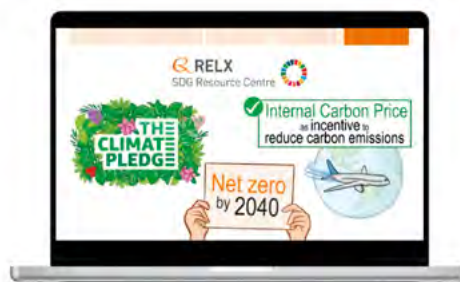 RELX
SDG Resource Centre
THE
CLIMATE
PLEDGE
Internal Carbon Price
as incentive to
reduce carbon emissions
Net zero
by 2040